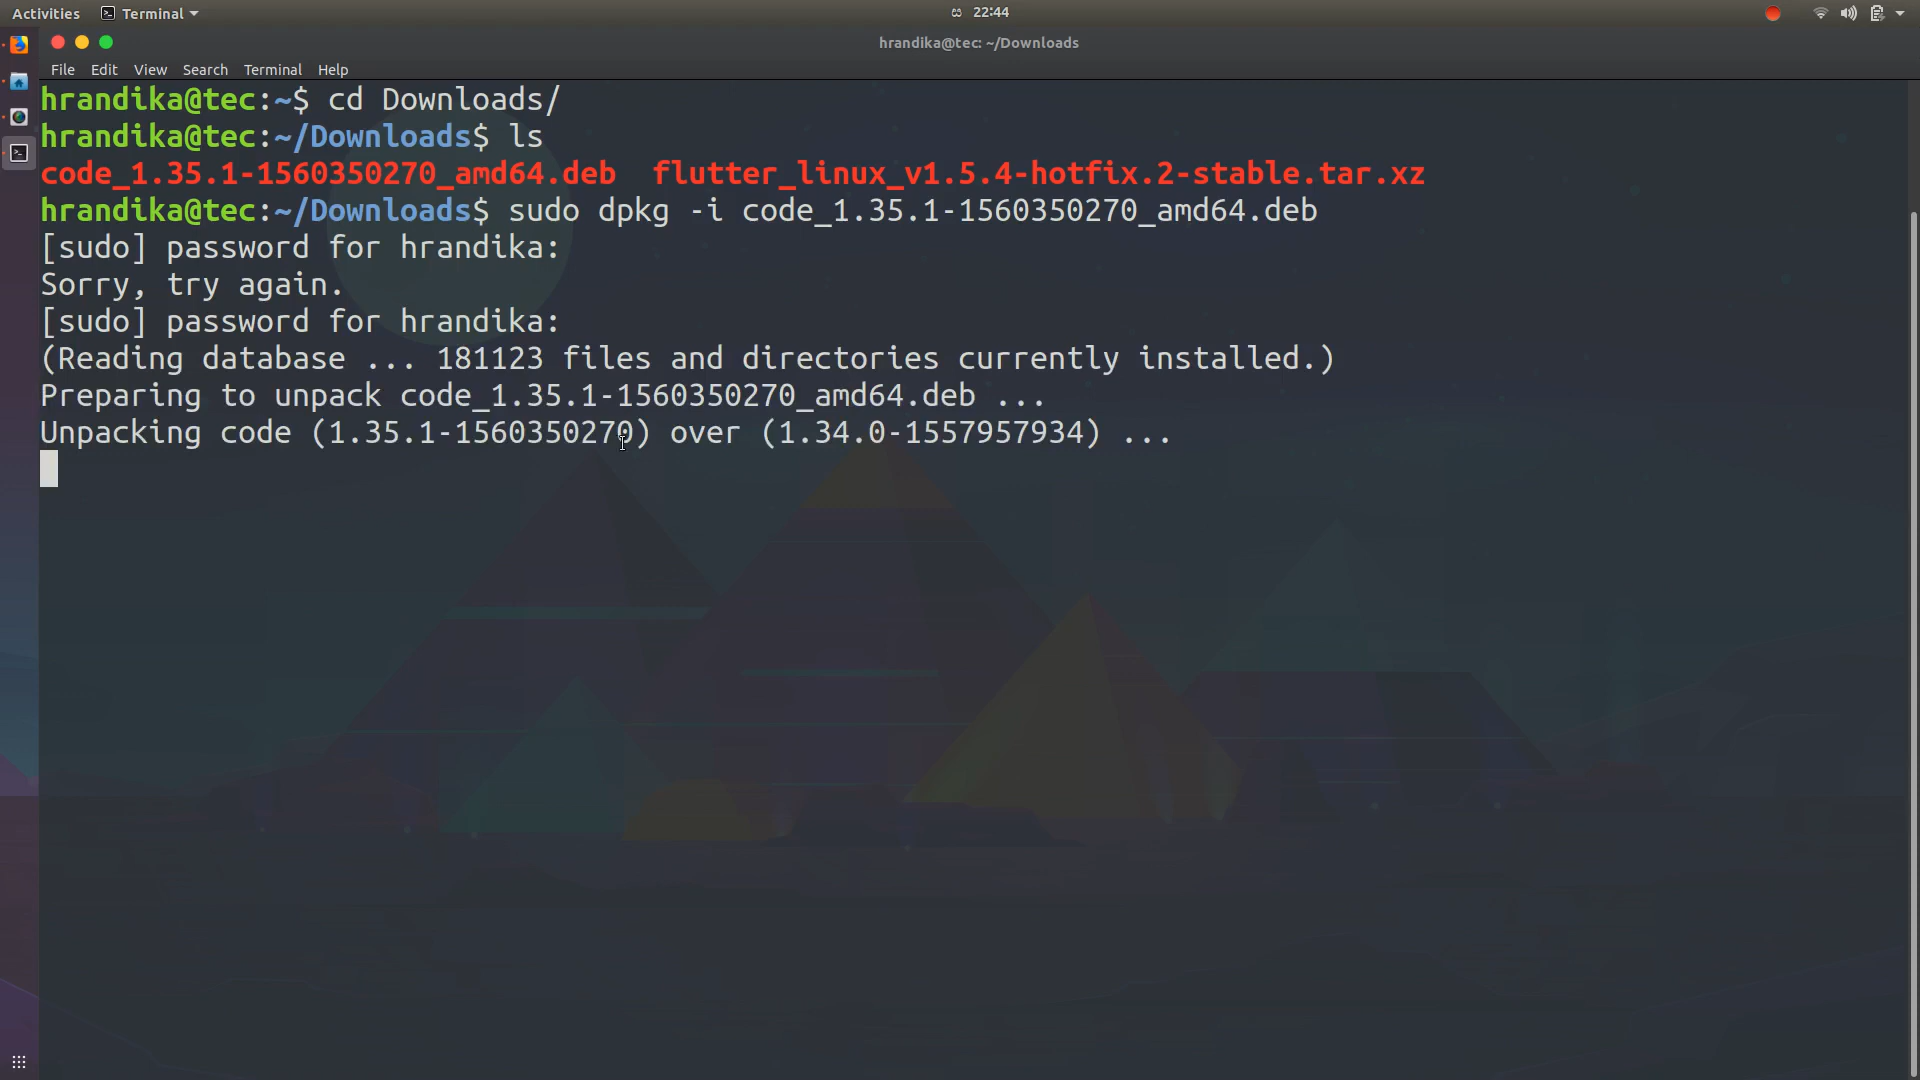 Activities Terminal ස 22:44
hrandika@tec: ~/Downloads
File Edit View Search Terminal Help
hrandika@tec:~$ cd Downloads/
hrandika@tec:~/Downloads$ ls
code_1.35.1-1560350270_amd64.deb  flutter_linux_v1.5.4-hotfix.2-stable.tar.xz
hrandika@tec:~/Downloads$ sudo dpkg -i code_1.35.1-1560350270_amd64.deb
[sudo] password for hrandika:
Sorry, try again.
[sudo] password for hrandika:
(Reading database ... 181123 files and directories currently installed.)
Preparing to unpack code_1.35.1-1560350270_amd64.deb ...
Unpacking code (1.35.1-1560350270) over (1.34.0-1557957934) ...